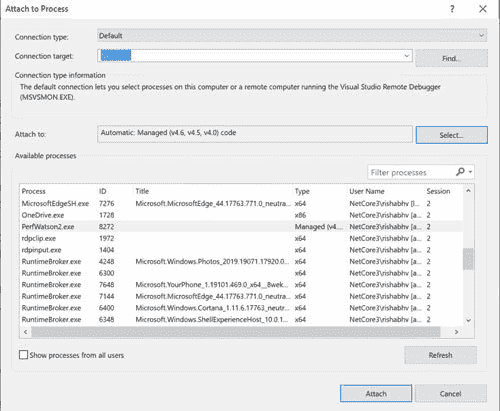 Attach to Process
? ×
Connection type: Default
Connection target:
Find...
Connection type information
The default connection lets you select processes on this computer or a remote computer running the Visual Studio Remote Debugger
(MSVSMON.EXE).
Attach to: Automatic: Managed (v4.6, v4.5, v4.0) code
Select...
Available processes
Filter processes
Process ID Title Type User Name Session
MicrosoftEdgeSH.exe 7276 Microsoft.MicrosoftEdge_44.17763.771.0_neutra... x64 NetCore3\rishabhv [l... 2
OneDrive.exe 1728 x86 NetCore3\rishabhv [a... 2
PerfWatson2.exe 8272 Managed (v4... NetCore3\rishabhv [a... 2
rdpclip.exe 1972 x64 NetCore3\rishabhv [a... 2
rdpinput.exe 1404 x64 NetCore3\rishabhv [a... 2
RuntimeBroker.exe 4248 Microsoft.Windows.Photos_2019.19071.17920.0... x64 NetCore3\rishabhv [a... 2
RuntimeBroker.exe 6300 x64 NetCore3\rishabhv [a... 2
RuntimeBroker.exe 7648 Microsoft.YourPhone_1.19101.469.0_x64__8wek... x64 NetCore3\rishabhv [a... 2
RuntimeBroker.exe 7144 Microsoft.MicrosoftEdge_44.17763.771.0_neutra... x64 NetCore3\rishabhv [a... 2
RuntimeBroker.exe 6400 Microsoft.Windows.Cortana_1.11.6.17763_neutr... x64 NetCore3\rishabhv [a... 2
RuntimeBroker.exe 6348 Microsoft.Windows.ShellExperienceHost_10.0.1... x64 NetCore3\rishabhv [a... 2
Show processes from all users
Refresh
Attach
Cancel